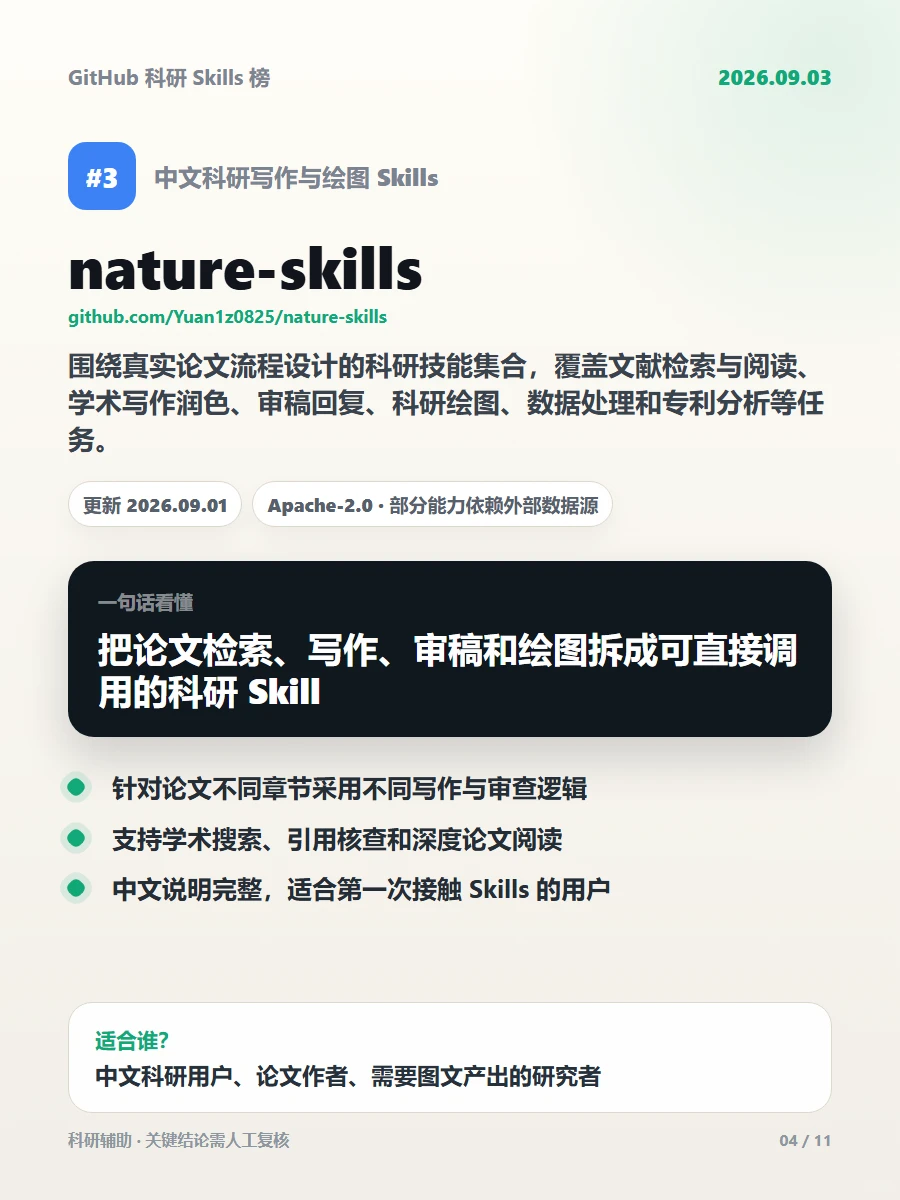 GitHub 科研 Skills 榜
2026.09.03
#3
中文科研写作与绘图 Skills
nature-skills
github.com/Yuan1z0825/nature-skills
围绕真实论文流程设计的科研技能集合，覆盖文献检索与阅读、
学术写作润色、审稿回复、科研绘图、数据处理和专利分析等任
务。
更新 2026.09.01
Apache-2.0 · 部分能力依赖外部数据源
一句话看懂
把论文检索、写作、审稿和绘图拆成可直接调
用的科研 Skill
针对论文不同章节采用不同写作与审查逻辑
支持学术搜索、引用核查和深度论文阅读
中文说明完整，适合第一次接触 Skills 的用户
适合谁？
中文科研用户、论文作者、需要图文产出的研究者
科研辅助 · 关键结论需人工复核
04 / 11